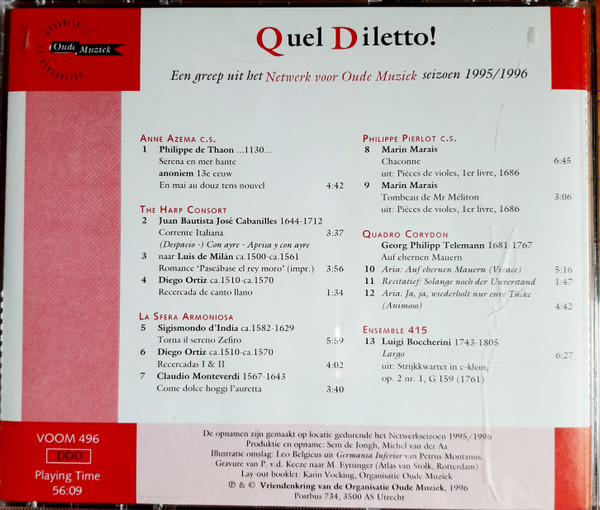 ORGANISATIE
Oude Muziek
Quel Diletto!
Een greep uit het Netwerk voor Oude Muziek seizoen 1995/1996
ANNE AZÉMA C.S.
1 Philippe de Thaon ...1130...
Serena en mer hante
anoniem 13e eeuw
En mai au douz tens nouvel 4:42
THE HARP CONSORT
2 Juan Bautista José Cabanilles 1644-1712
Corrente Italiana 3:37
(Despacio -) Con ayre - Aprisa y con ayre
3 naar Luis de Milán ca.1500-ca.1561
Romance 'Paseábase el rey moro' (impr.) 3:56
4 Diego Ortiz ca.1510-ca.1570
Recercada de canto llano 1:34
LA SFERA ARMONIOSA
5 Sigismondo d'India ca.1582-1629
Torna il sereno Zefiro 5:59
6 Diego Ortiz ca.1510-ca.1570
Recercadas I & II 4:02
7 Claudio Monteverdi 1567-1643
Come dolce hoggi l'auretta 3:40
PHILIPPE PIERLOT C.S.
8 Marin Marais
Chaconne 6:45
uit: Pièces de violes, 1er livre, 1686
9 Marin Marais
Tombeau de Mr Méliton 3:06
uit: Pièces de violes, 1er livre, 1686
QUADRO CORYDON
Georg Philipp Telemann 1681-1767
Auf ehernen Mauern
10 Aria: Auf ehernen Mauern (Vivace) 5:16
11 Recitatief: Solange noch der Unverstand 1:47
12 Aria: Ja, ja, wiederholt nur eure Tücke
(Animoso) 4:42
ENSEMBLE 415
13 Luigi Boccherini 1743-1805
Largo 6:27
uit: Strijkkwartet in c-klein,
op. 2 nr. 1, G 159 (1761)
VOOM 496
DDD
Playing Time
56:09
De opnamen zijn gemaakt op locatie gedurende het Netwerkseizoen 1995/1996
Produktie en opname: Sem de Jongh, Michel van der Aa
Illustratie omslag: Leo Belgicus uit Germania Inferior van Petrus Montanus.
Gravure van P. v.d. Keeze naar M. Eytsinger (Atlas van Stolk, Rotterdam)
Lay-out booklet: Karin Vocking, Organisatie Oude Muziek
℗ & © Vriendenkring van de Organisatie Oude Muziek, 1996
Postbus 734, 3500 AS Utrecht